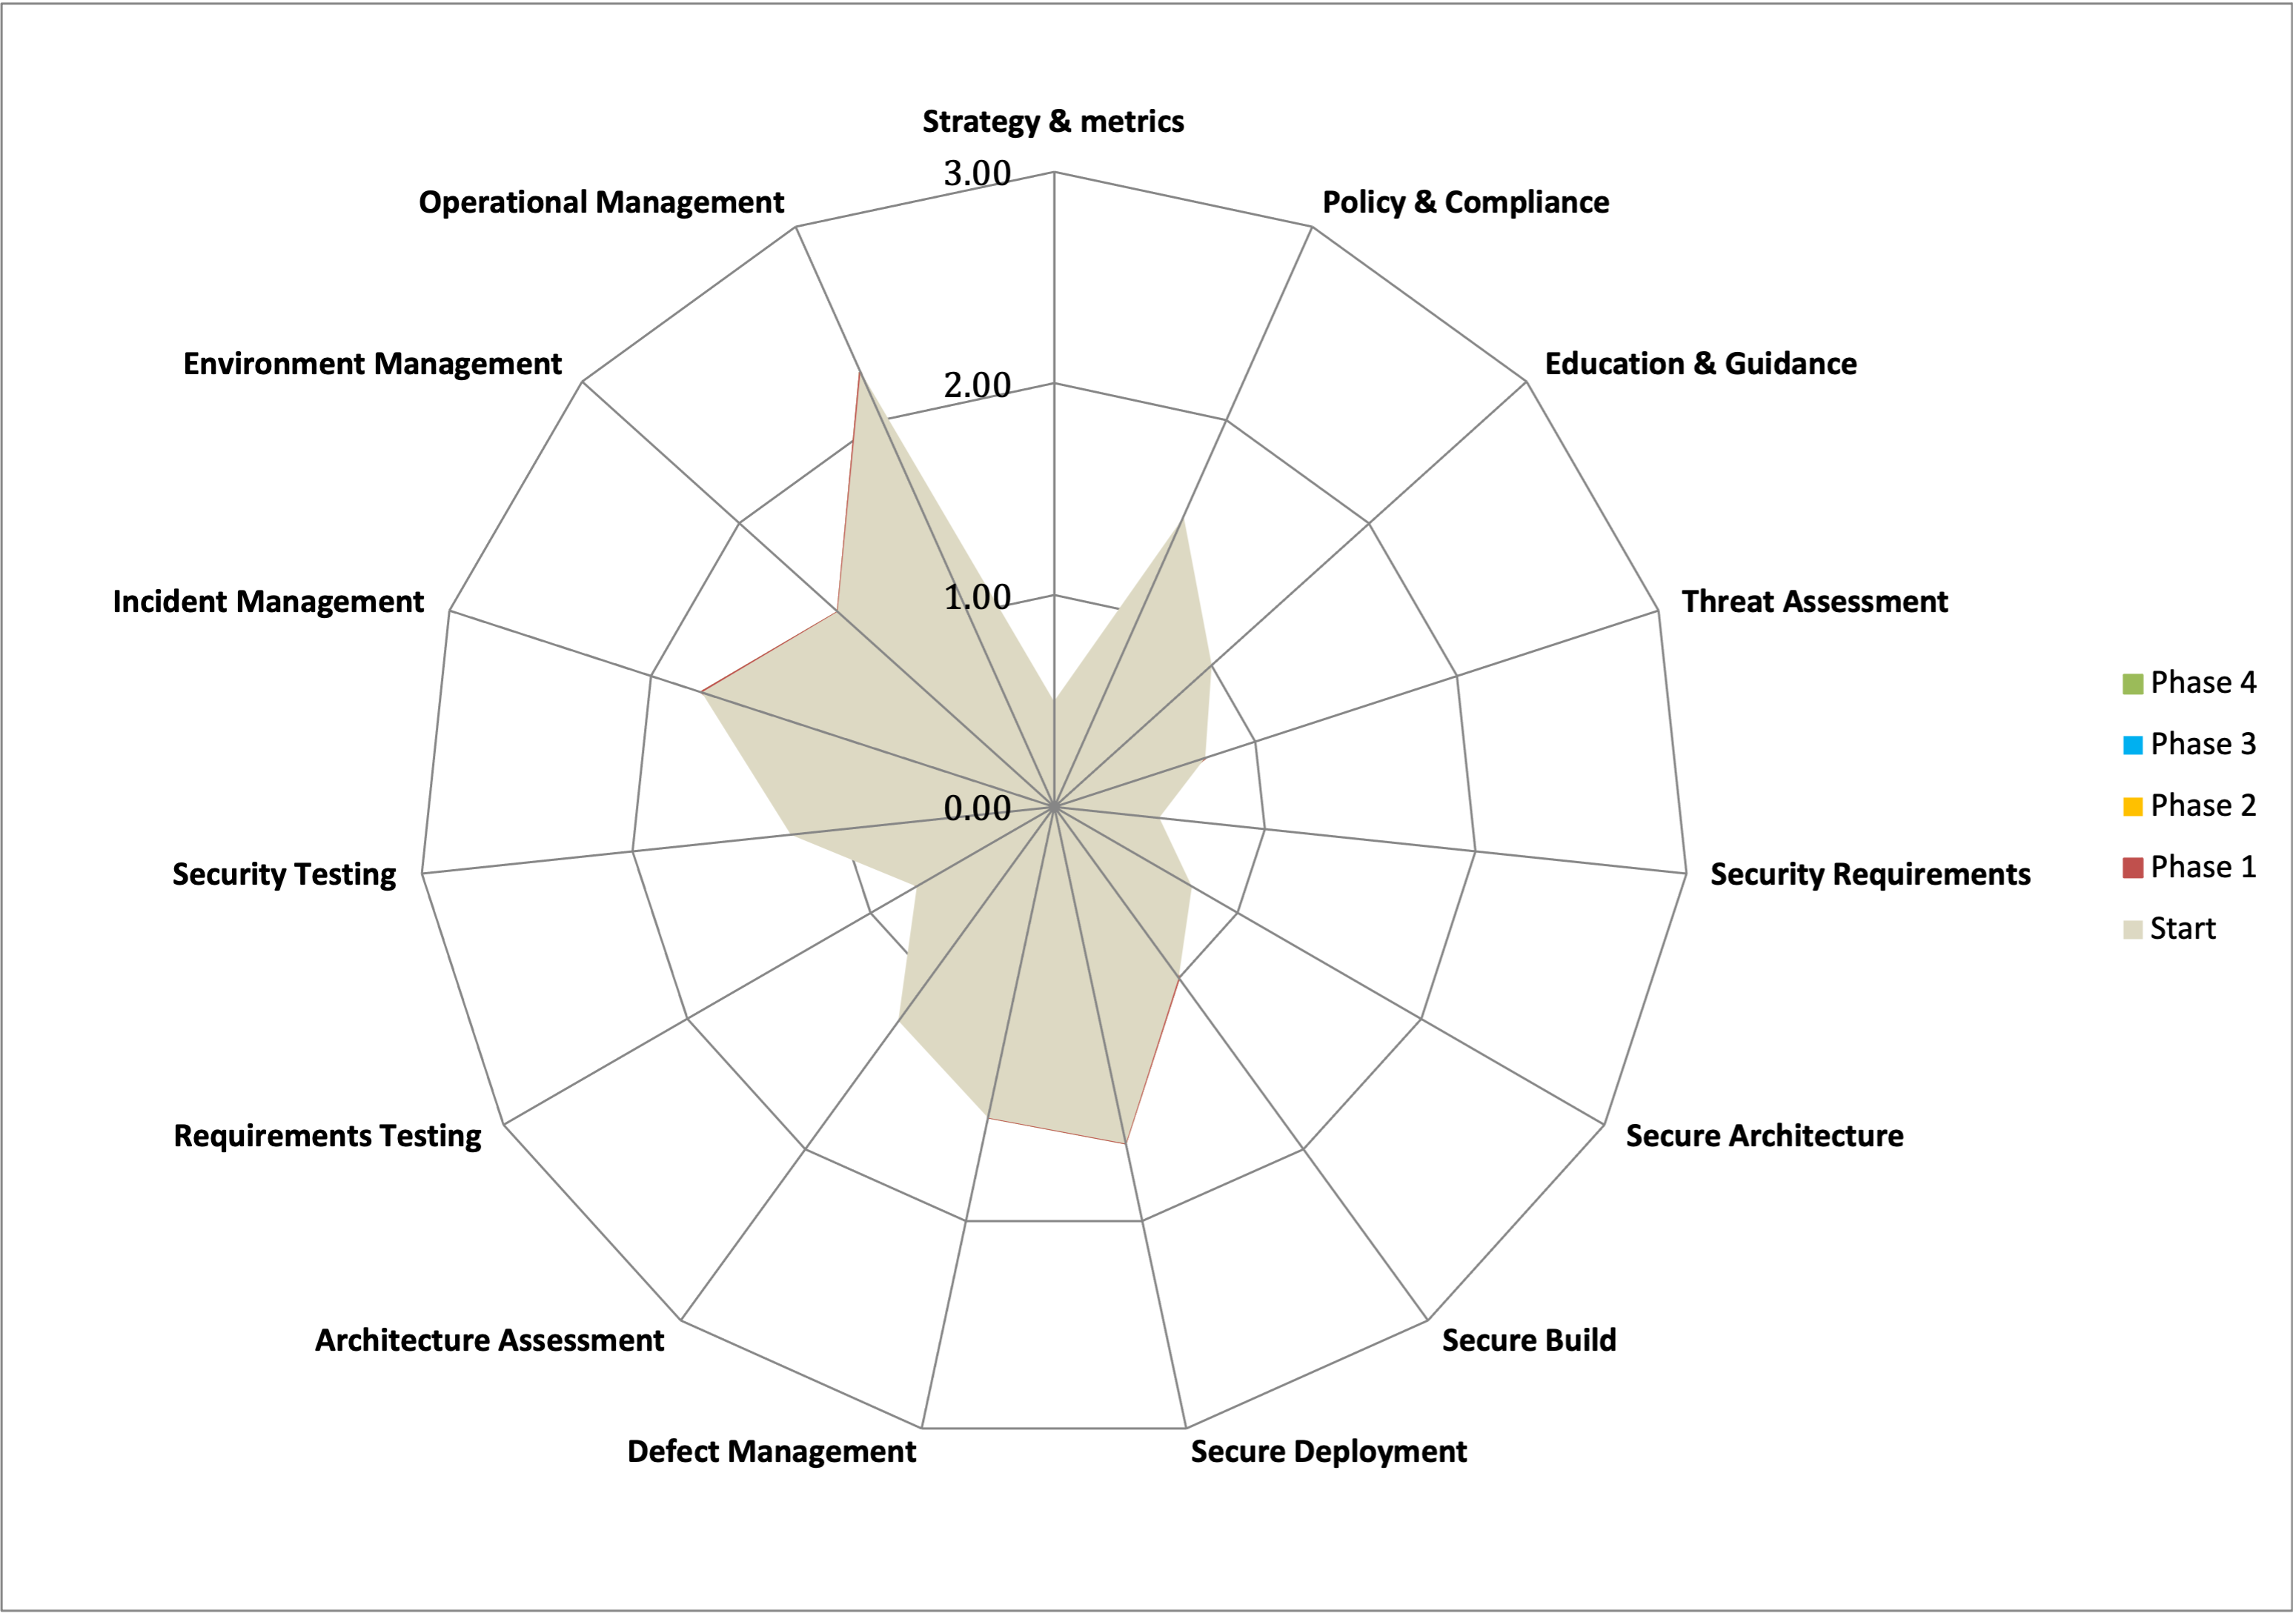 Strategy & metrics
3.00
Operational Management
Policy & Compliance
Environment Management
Education & Guidance
2.00
Incident Management
1.00
Threat Assessment
Phase 4
Phase 3
0.00
Phase 2
Security Testing
Security Requirements
Phase 1
Start
Requirements Testing
Secure Architecture
Architecture Assessment
Secure Build
Defect Management
Secure Deployment